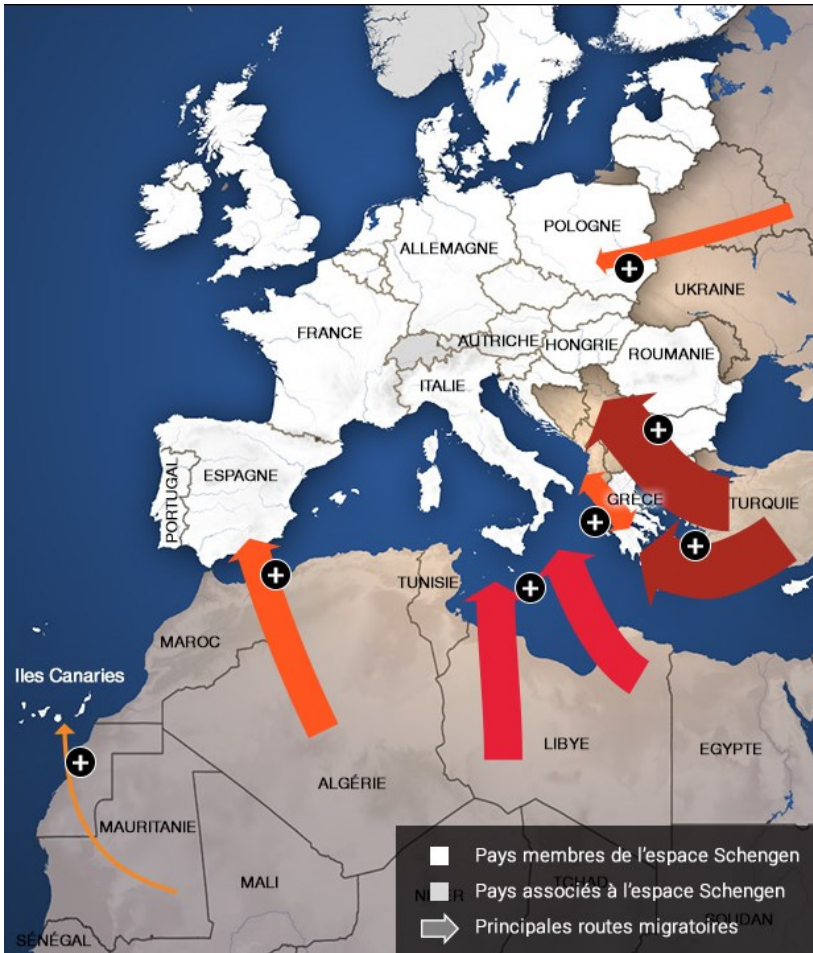 POLOGNE
ALLEMAGNE
UKRAINE
FRANCE
AUTRICHE
HONGRIE
ROUMANIE
ITALIE
ESPAGNE
PORTUGAL
GRÈCE
TURQUIE
TUNISIE
MAROC
Iles Canaries
LIBYE
EGYPTE
ALGÉRIE
MAURITANIE
MALI
NIGER
TCHAD
SOUDAN
SÉNÉGAL
Pays membres de l'espace Schengen
Pays associés à l'espace Schengen
Principales routes migratoires